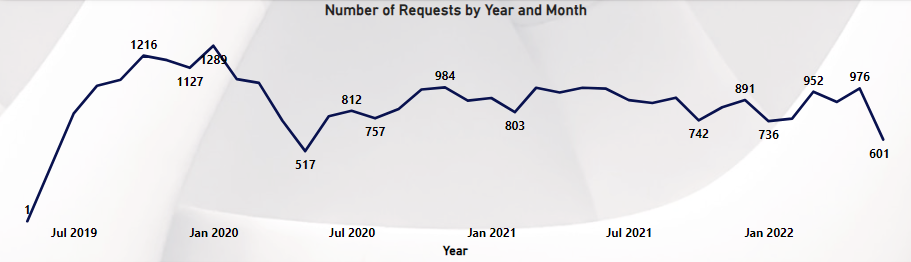 Number of Requests by Year and Month
1216
1289
1127
984
976
952
891
812
757
803
742
736
517
601
1
Jul 2019
Jan 2020
Jul 2020
Jan 2021
Jul 2021
Jan 2022
Year